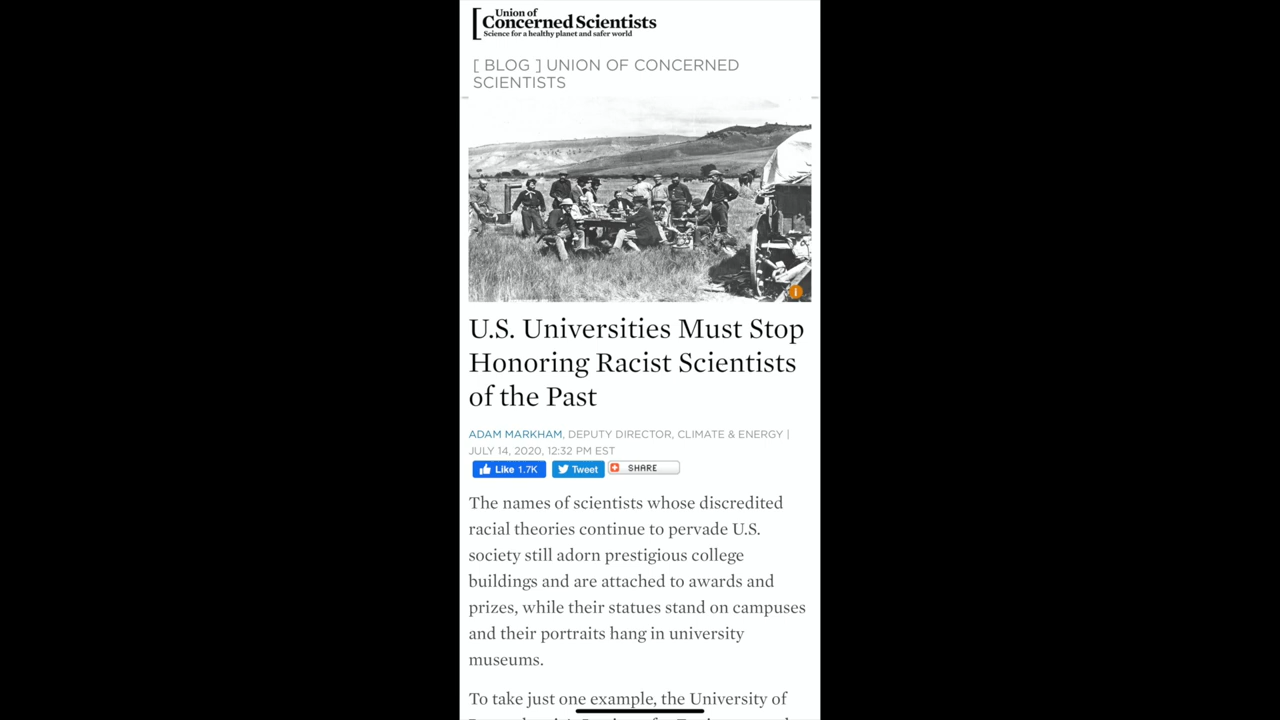 Union of
Concerned Scientists
Science for a healthy planet and safer world
[ BLOG ] UNION OF CONCERNED
SCIENTISTS
U.S. Universities Must Stop
Honoring Racist Scientists
of the Past
ADAM MARKHAM, DEPUTY DIRECTOR, CLIMATE & ENERGY |
JULY 14, 2020, 12:32 PM EST
Like 1.7K Tweet SHARE
The names of scientists whose discredited
racial theories continue to pervade U.S.
society still adorn prestigious college
buildings and are attached to awards and
prizes, while their statues stand on campuses
and their portraits hang in university
museums.
To take just one example, the University of